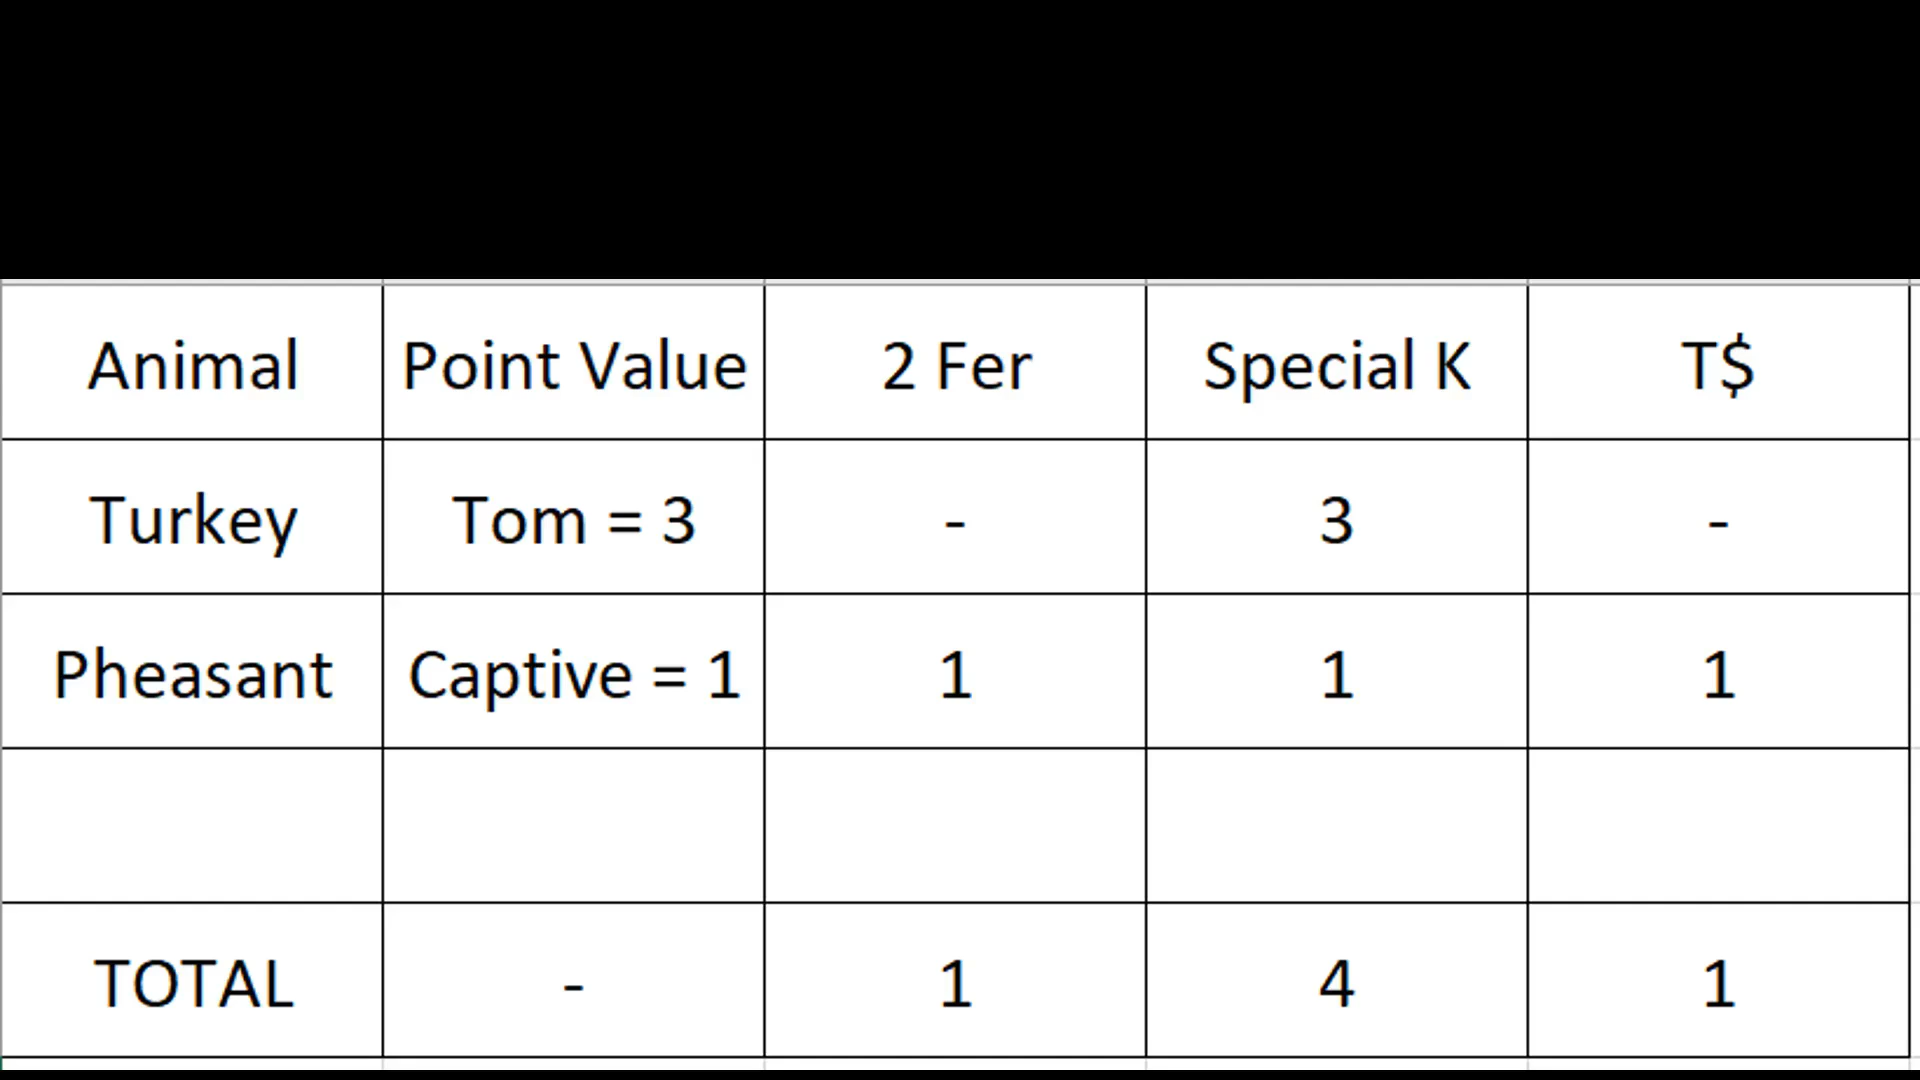 Animal Point Value 2 Fer Special K T$
Turkey Tom = 3 - 3 -
Pheasant Captive = 1 1 1 1
TOTAL - 1 4 1